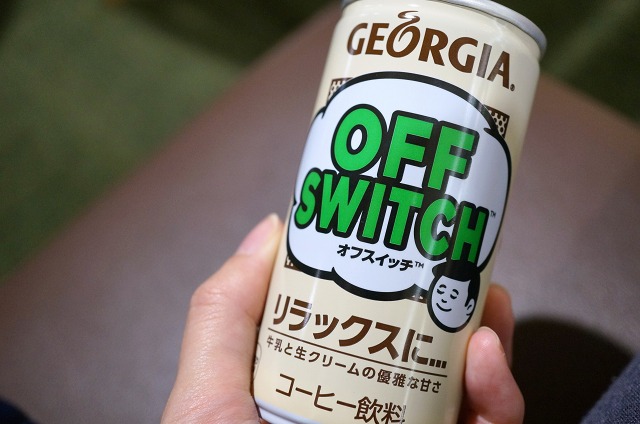 GEORGIA®
OFF
SWITCH™
オフスイッチ™
リラックスに...
牛乳と生クリームの優雅な甘さ
コーヒー飲料